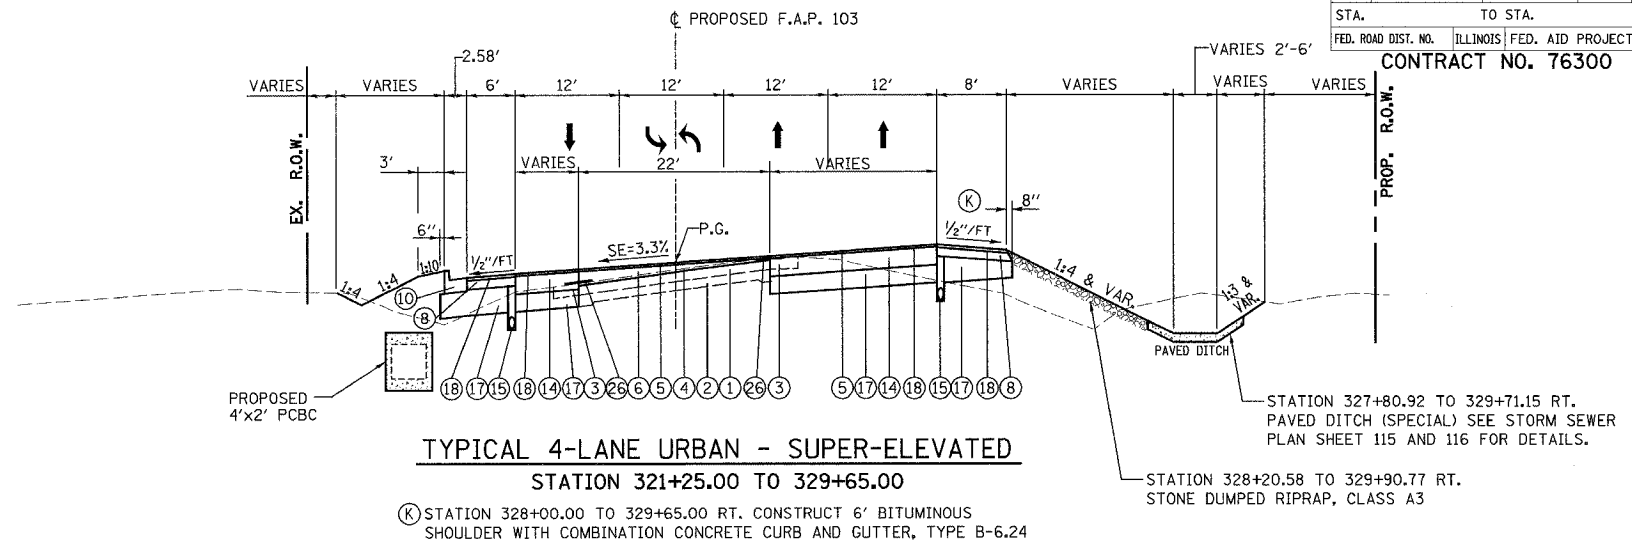 STA. TO STA.
FED. ROAD DIST. NO. ILLINOIS FED. AID PROJECT
CONTRACT NO. 76300
℄ PROPOSED F.A.P. 103
2.58'
VARIES 2'-6'
VARIES VARIES 6' 12' 12' 12' 12' 8' VARIES VARIES VARIES
EX. R.O.W.
PROP. R.O.W.
3' VARIES 22' VARIES
K 8"
6" P.G.
1/2"/FT SE=3.3% 1/2"/FT
1:4 1:4 1:10 1:4 & VAR. 1:3 & VAR.
10
8
PAVED DITCH
18 17 15 18 14 17 3 26 6 5 4 2 1 26 3 5 17 14 18 15 17 18 8
PROPOSED
4'x2' PCBC
STATION 327+80.92 TO 329+71.15 RT.
PAVED DITCH (SPECIAL) SEE STORM SEWER
PLAN SHEET 115 AND 116 FOR DETAILS.
TYPICAL 4-LANE URBAN - SUPER-ELEVATED
STATION 321+25.00 TO 329+65.00
STATION 328+20.58 TO 329+90.77 RT.
STONE DUMPED RIPRAP, CLASS A3
K STATION 328+00.00 TO 329+65.00 RT. CONSTRUCT 6' BITUMINOUS
SHOULDER WITH COMBINATION CONCRETE CURB AND GUTTER, TYPE B-6.24